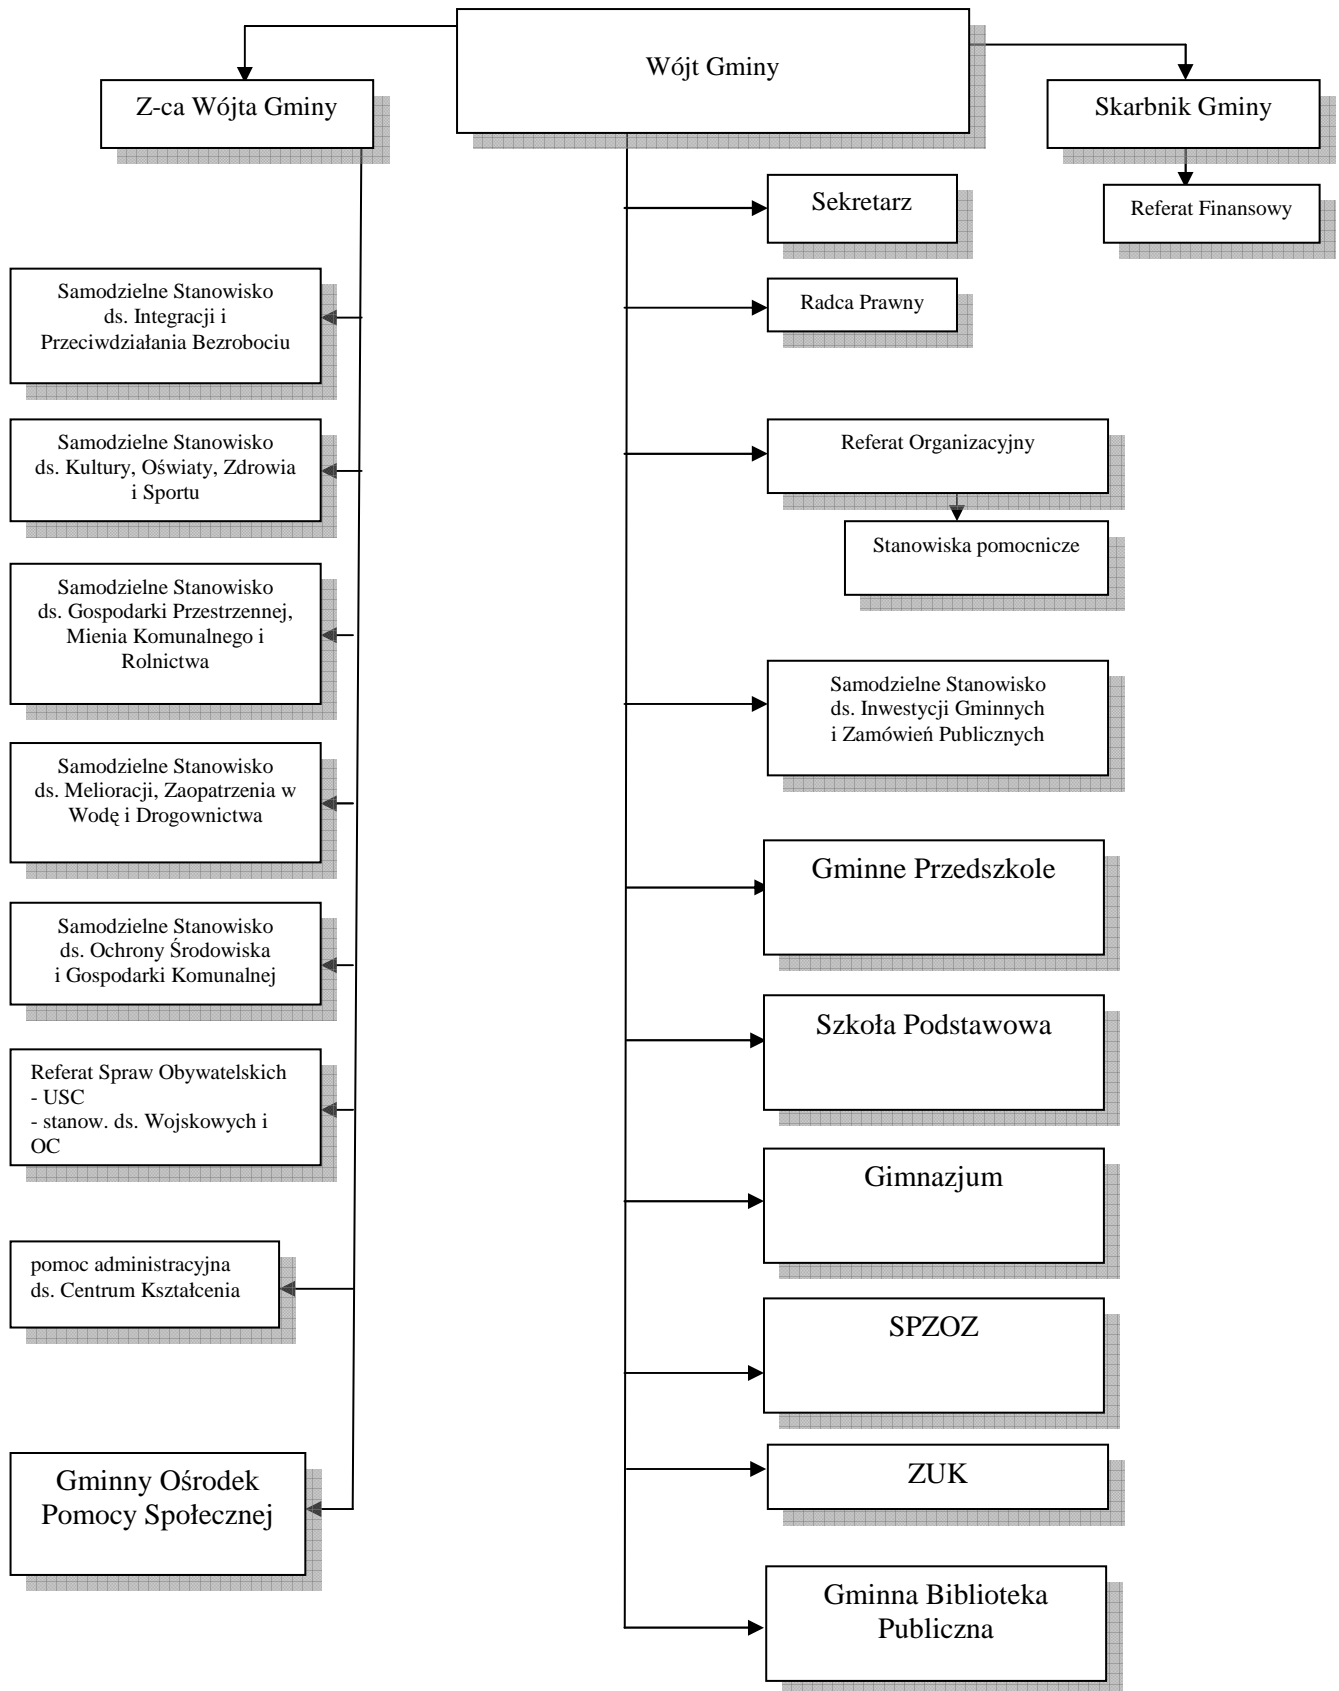 Wójt Gminy
Z-ca Wójta Gminy
Skarbnik Gminy
Referat Finansowy
Sekretarz
Radca Prawny
Referat Organizacyjny
Stanowiska pomocnicze
Samodzielne Stanowisko
ds. Inwestycji Gminnych
i Zamówień Publicznych
Gminne Przedszkole
Szkoła Podstawowa
Gimnazjum
SPZOZ
ZUK
Gminna Biblioteka
Publiczna
Samodzielne Stanowisko
ds. Integracji i
Przeciwdziałania Bezrobociu
Samodzielne Stanowisko
ds. Kultury, Oświaty, Zdrowia
i Sportu
Samodzielne Stanowisko
ds. Gospodarki Przestrzennej,
Mienia Komunalnego i
Rolnictwa
Samodzielne Stanowisko
ds. Melioracji, Zaopatrzenia w
Wodę i Drogownictwa
Samodzielne Stanowisko
ds. Ochrony Środowiska
i Gospodarki Komunalnej
Referat Spraw Obywatelskich
- USC
- stanow. ds. Wojskowych i
OC
pomoc administracyjna
ds. Centrum Kształcenia
Gminny Ośrodek
Pomocy Społecznej